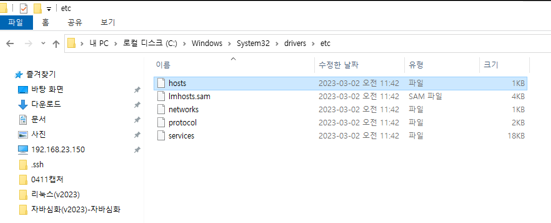 etc
파일 홈 공유 보기
내 PC > 로컬 디스크 (C:) > Windows > System32 > drivers > etc
이름 수정한 날짜 유형 크기
hosts 2023-03-02 오전 11:42 파일 1KB
lmhosts.sam 2023-03-02 오전 11:42 SAM 파일 4KB
networks 2023-03-02 오전 11:42 파일 1KB
protocol 2023-03-02 오전 11:42 파일 2KB
services 2023-03-02 오전 11:42 파일 18KB
즐겨찾기
바탕 화면
다운로드
문서
사진
192.168.23.150
.ssh
0411캡처
리눅스(v2023)
자바심화(v2023)-자바심화